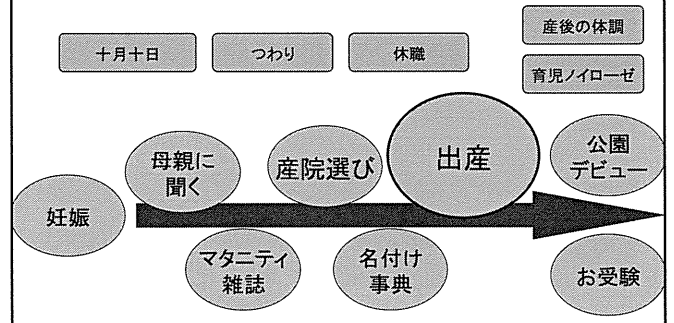 十月十日
つわり
休職
産後の体調
育児ノイローゼ
妊娠
母親に
聞く
産院選び
出産
公園
デビュー
マタニティ
雑誌
名付け
事典
お受験